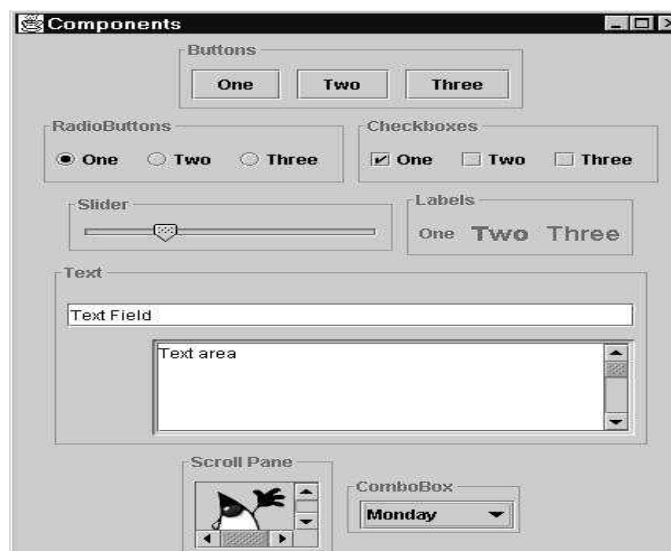 Components
Buttons
One Two Three
RadioButtons Checkboxes
One Two Three One Two Three
Slider Labels
One Two Three
Text
Text Field
Text area
Scroll Pane
ComboBox
Monday